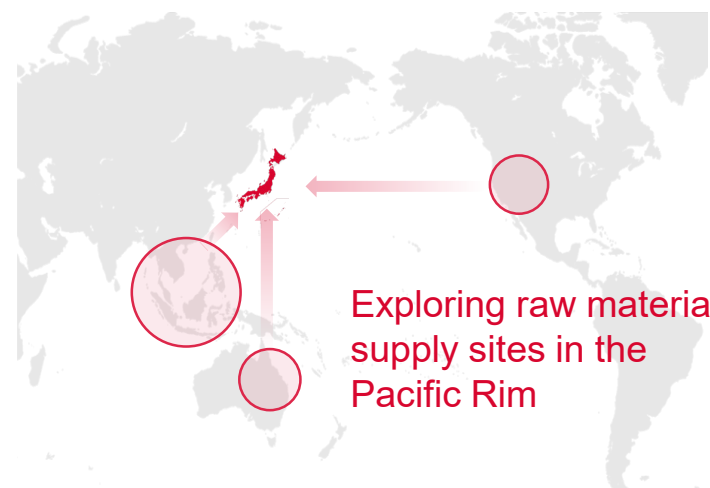 Exploring raw materia
supply sites in the
Pacific Rim